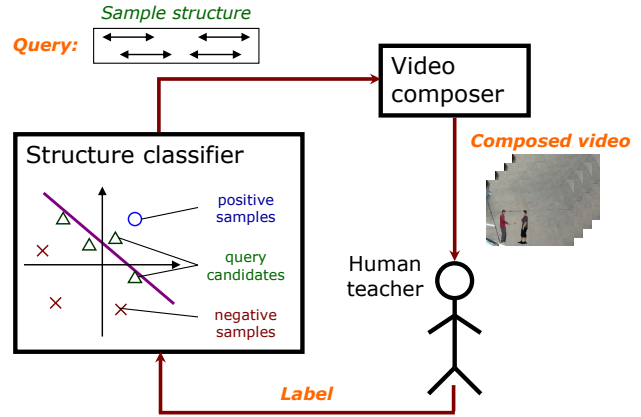 Sample structure
Query:
Video
composer
Composed video
Structure classifier
positive
samples
query
candidates
negative
samples
Human
teacher
Label